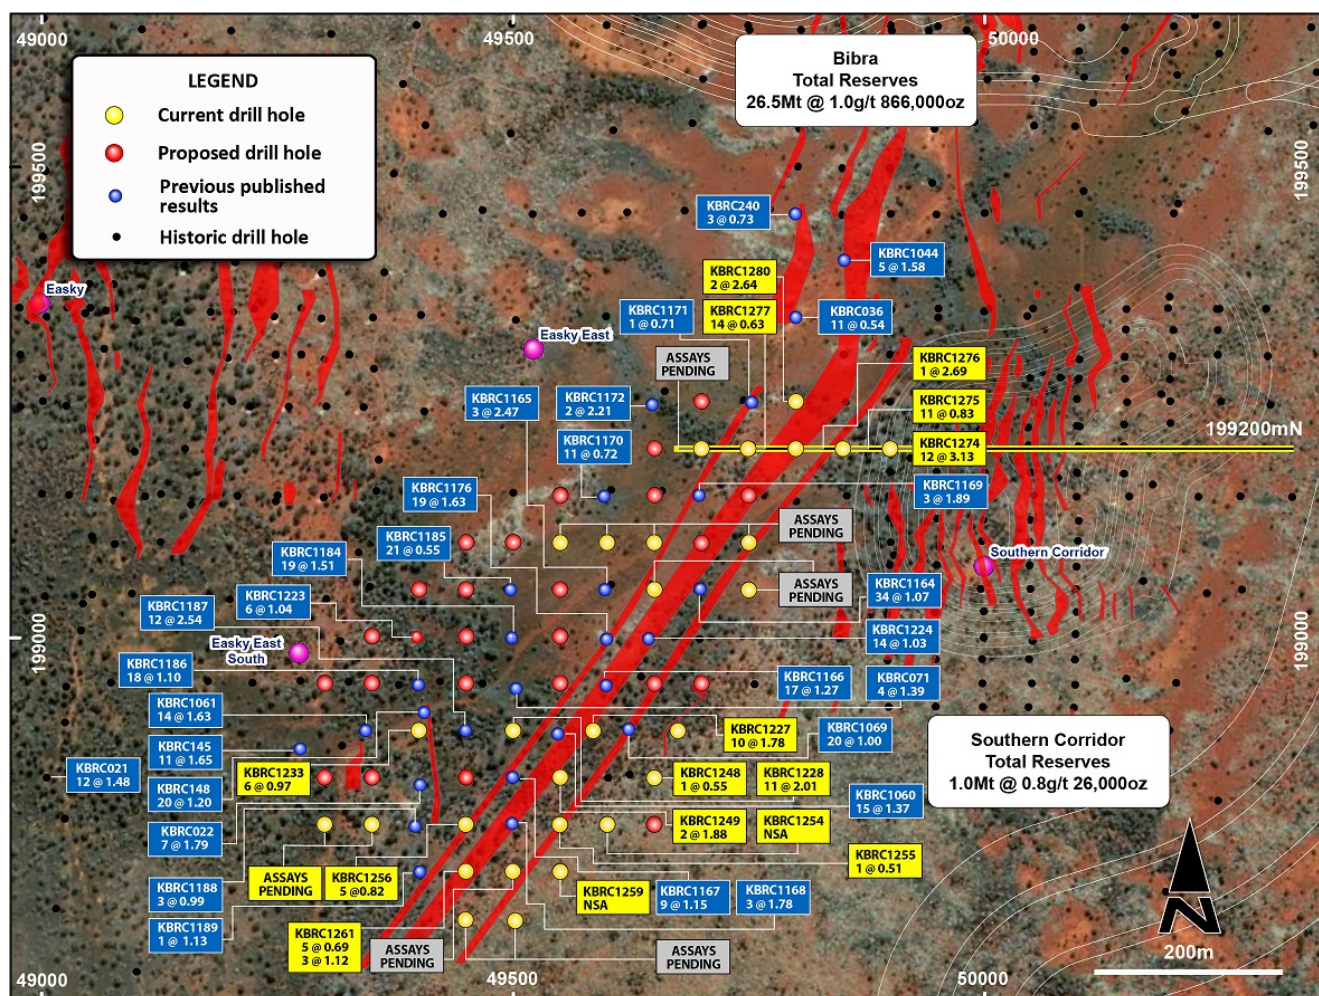 49000
49500
50000
LEGEND
Current drill hole
Proposed drill hole
Previous published
results
Historic drill hole
Bibra
Total Reserves
26.5Mt @ 1.0g/t 866,000oz
199500
199500
KBRC240
3 @ 0.73
KBRC1044
5 @ 1.58
KBRC1280
2 @ 2.64
Easky
KBRC1171
1 @ 0.71
KBRC1277
14 @ 0.63
KBRC036
11 @ 0.54
Easky East
ASSAYS
PENDING
KBRC1276
1 @ 2.69
KBRC1165
3 @ 2.47
KBRC1172
2 @ 2.21
KBRC1275
11 @ 0.83
199200mN
KBRC1170
11 @ 0.72
KBRC1274
12 @ 3.13
KBRC1176
19 @ 1.63
KBRC1169
3 @ 1.89
KBRC1185
21 @ 0.55
ASSAYS
PENDING
KBRC1184
19 @ 1.51
Southern Corridor
KBRC1223
6 @ 1.04
ASSAYS
PENDING
KBRC1164
34 @ 1.07
KBRC1187
12 @ 2.54
199000
KBRC1224
14 @ 1.03
199000
Easky East
South
KBRC1186
18 @ 1.10
KBRC1166
17 @ 1.27
KBRC071
4 @ 1.39
KBRC1061
14 @ 1.63
KBRC1227
10 @ 1.78
KBRC1069
20 @ 1.00
KBRC145
11 @ 1.65
Southern Corridor
Total Reserves
1.0Mt @ 0.8g/t 26,000oz
KBRC021
12 @ 1.48
KBRC1233
6 @ 0.97
KBRC1248
1 @ 0.55
KBRC1228
11 @ 2.01
KBRC148
20 @ 1.20
KBRC1060
15 @ 1.37
KBRC022
7 @ 1.79
KBRC1249
2 @ 1.88
KBRC1254
NSA
KBRC1255
1 @ 0.51
ASSAYS
PENDING
KBRC1256
5 @0.82
KBRC1188
3 @ 0.99
KBRC1259
NSA
KBRC1167
9 @ 1.15
KBRC1168
3 @ 1.78
KBRC1189
1 @ 1.13
KBRC1261
5 @ 0.69
3 @ 1.12
ASSAYS
PENDING
ASSAYS
PENDING
N
200m
49000
49500
50000